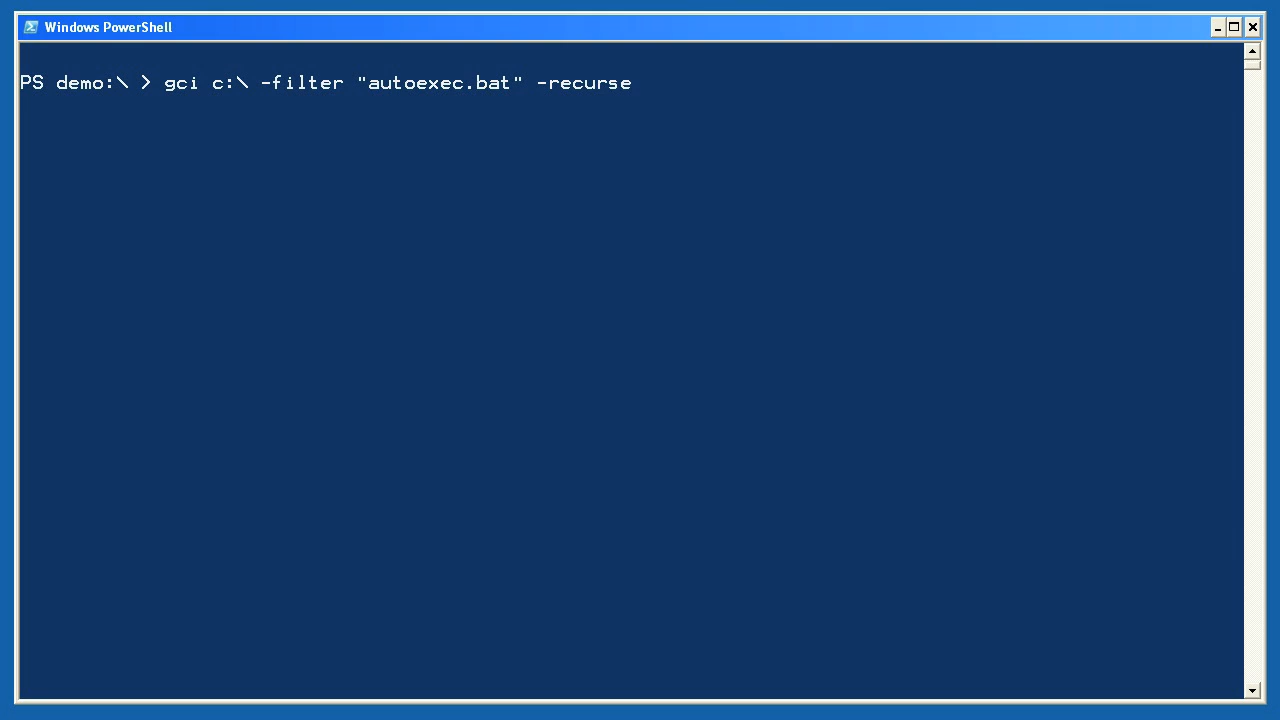 Windows PowerShell
PS demo:\ > gci c:\ -filter "autoexec.bat" -recurse